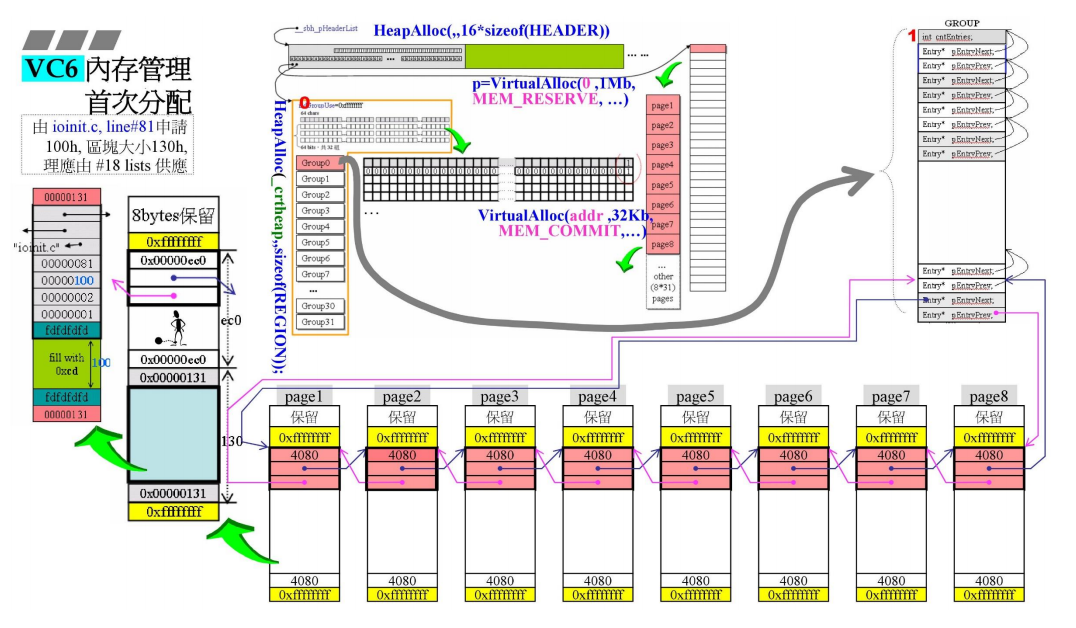 VC6 內存管理
首次分配
由 ioinit.c, line#81申請
100h, 區塊大小130h,
理應由 #18 lists 供應
__sbh_pHeaderList
HeapAlloc(,,16*sizeof(HEADER))
... ...
p=VirtualAlloc(0 ,1Mb,
MEM_RESERVE, …)
HeapAlloc(_crtheap,,sizeof(REGION));
0
64 chars
Group0
Group1
Group2
Group3
Group4
Group5
Group6
Group7
...
Group30
Group31
...
VirtualAlloc(addr ,32Kb,
MEM_COMMIT,…)
page1
page2
page3
page4
page5
page6
page7
page8
...
other
(8*31)
pages
GROUP
1
int cntEntries;
Entry* pEntryNext;
Entry* pEntryPrev;
Entry* pEntryNext;
Entry* pEntryPrev;
Entry* pEntryNext;
Entry* pEntryPrev;
Entry* pEntryNext;
Entry* pEntryPrev;
Entry* pEntryNext;
Entry* pEntryPrev;
Entry* pEntryNext;
Entry* pEntryPrev;
00000131
"ioinit.c"
00000081
00000100
00000002
00000001
fdfdfdfd
fill with
0xcd
100
fdfdfdfd
00000131
8bytes保留
0xffffffff
0x00000ec0
ec0
0x00000ec0
0x00000131
130
0x00000131
0xffffffff
page1 page2 page3 page4 page5 page6 page7 page8
保留 保留 保留 保留 保留 保留 保留 保留
0xffffffff 0xffffffff 0xffffffff 0xffffffff 0xffffffff 0xffffffff 0xffffffff 0xffffffff
4080 4080 4080 4080 4080 4080 4080 4080
4080 4080 4080 4080 4080 4080 4080 4080
0xffffffff 0xffffffff 0xffffffff 0xffffffff 0xffffffff 0xffffffff 0xffffffff 0xffffffff